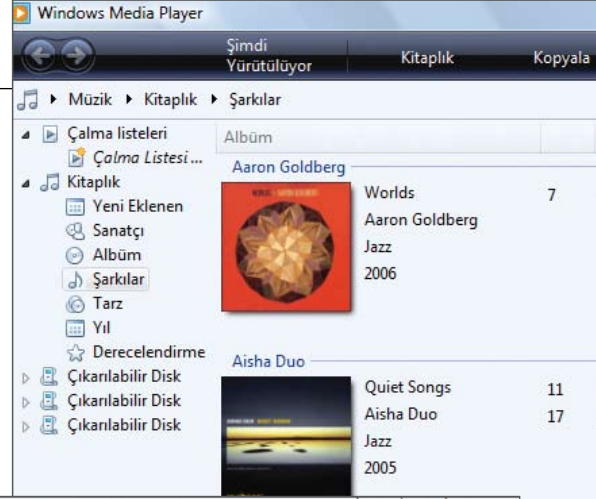 Windows Media Player
Şimdi
Yürütülüyor
Kitaplık
Kopyala
Müzik
Kitaplık
Şarkılar
Çalma listeleri
Çalma Listesi ...
Kitaplık
Yeni Eklenen
Sanatçı
Albüm
Şarkılar
Tarz
Yıl
Derecelendirme
Çıkarılabilir Disk
Çıkarılabilir Disk
Çıkarılabilir Disk
Albüm
Aaron Goldberg
Worlds 7
Aaron Goldberg
Jazz
2006
Aisha Duo
Quiet Songs 11
Aisha Duo 17
Jazz
2005